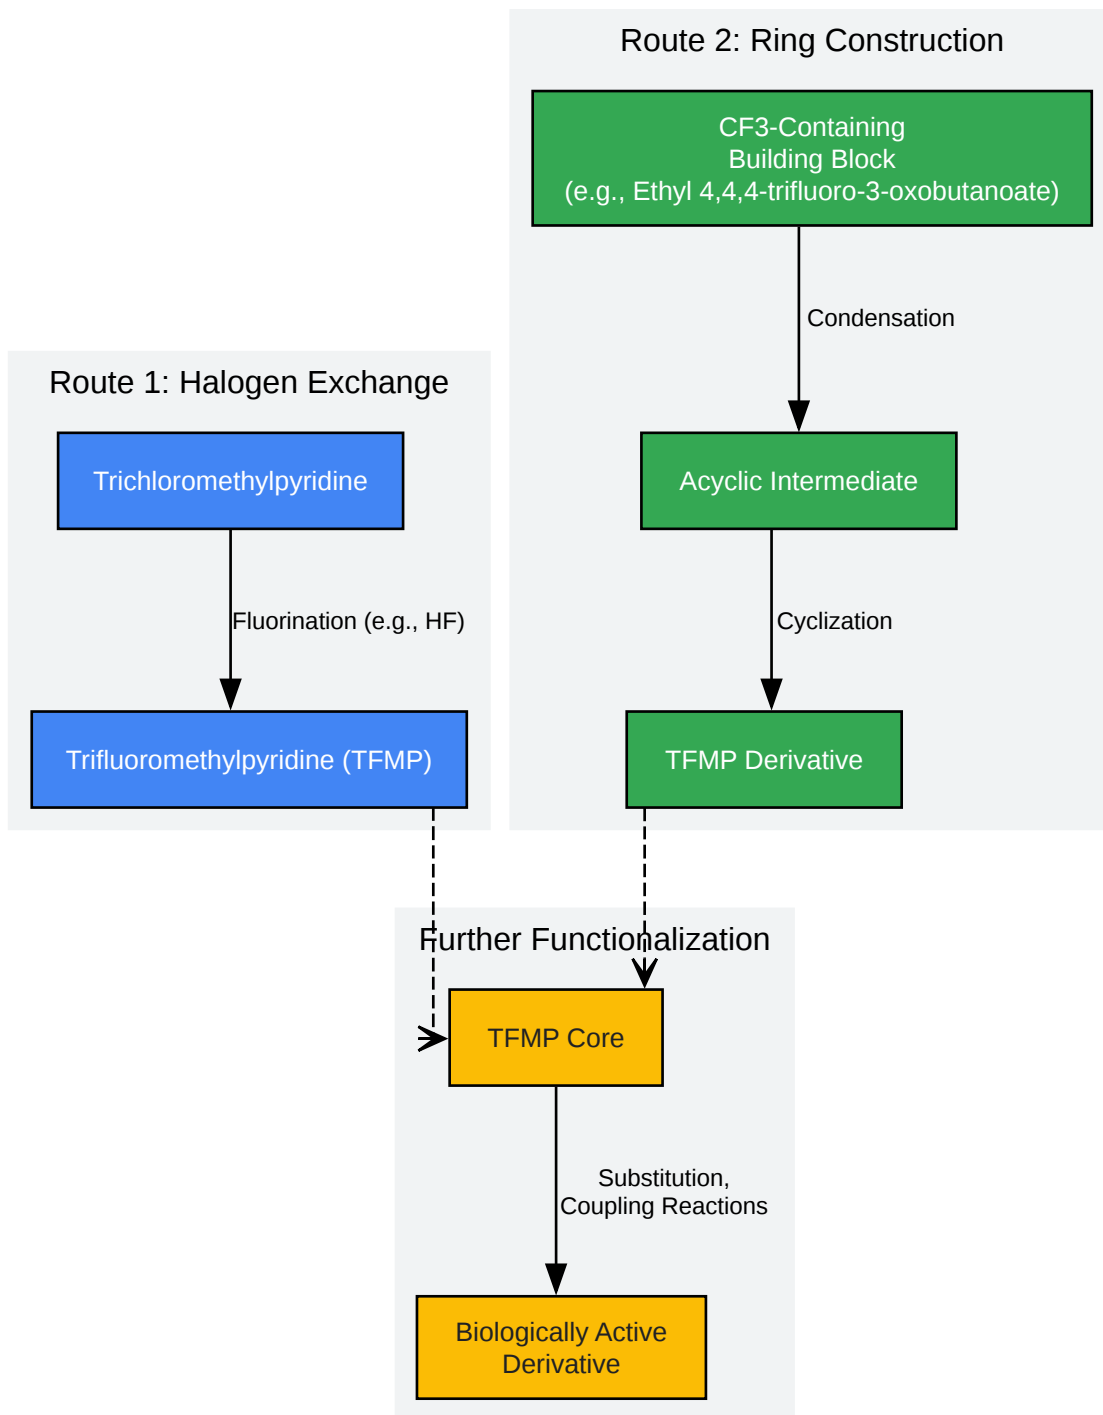 Route 2: Ring Construction
CF3-Containing
Building Block
(e.g., Ethyl 4,4,4-trifluoro-3-oxobutanoate)
Condensation
Route 1: Halogen Exchange
Trichloromethylpyridine
Acyclic Intermediate
Fluorination (e.g., HF)
Cyclization
Trifluoromethylpyridine (TFMP)
TFMP Derivative
Further Functionalization
TFMP Core
Substitution,
Coupling Reactions
Biologically Active
Derivative